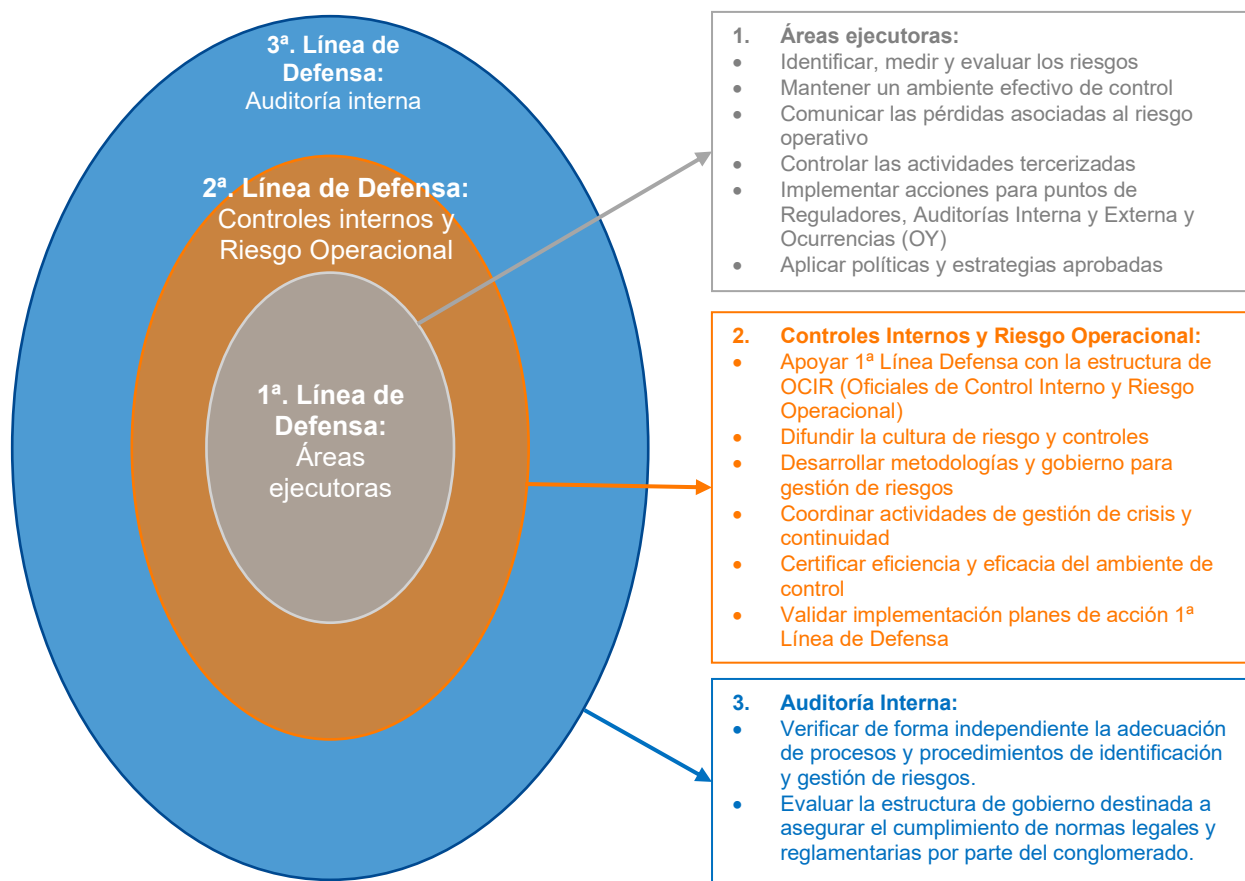 3ª. Línea de
Defensa:
Auditoría interna
2ª. Línea de Defensa:
Controles internos y
Riesgo Operacional
1ª. Línea de
Defensa:
Áreas
ejecutoras
1. Áreas ejecutoras:
• Identificar, medir y evaluar los riesgos
• Mantener un ambiente efectivo de control
• Comunicar las pérdidas asociadas al riesgo
operativo
• Controlar las actividades tercerizadas
• Implementar acciones para puntos de
Reguladores, Auditorías Interna y Externa y
Ocurrencias (OY)
• Aplicar políticas y estrategias aprobadas
2. Controles Internos y Riesgo Operacional:
• Apoyar 1ª Línea Defensa con la estructura de
OCIR (Oficiales de Control Interno y Riesgo
Operacional)
• Difundir la cultura de riesgo y controles
• Desarrollar metodologías y gobierno para
gestión de riesgos
• Coordinar actividades de gestión de crisis y
continuidad
• Certificar eficiencia y eficacia del ambiente de
control
• Validar implementación planes de acción 1ª
Línea de Defensa
3. Auditoría Interna:
• Verificar de forma independiente la adecuación
de procesos y procedimientos de identificación
y gestión de riesgos.
• Evaluar la estructura de gobierno destinada a
asegurar el cumplimiento de normas legales y
reglamentarias por parte del conglomerado.